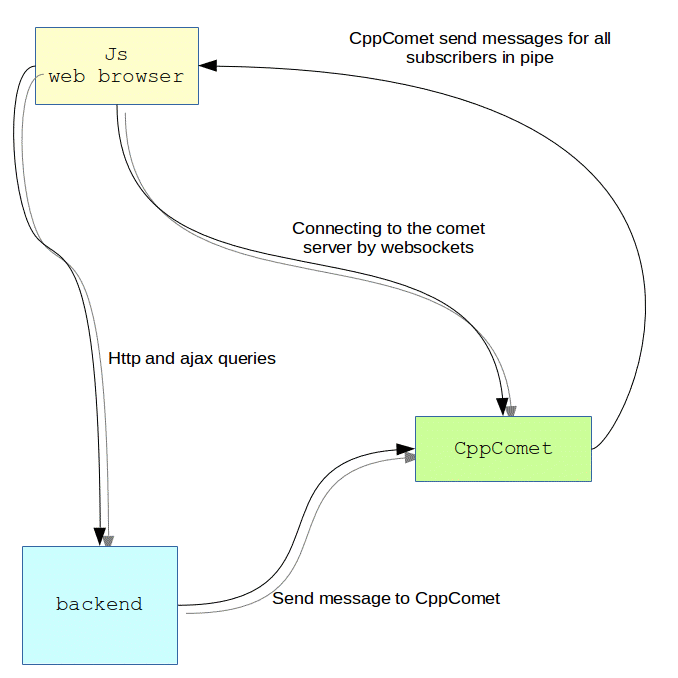 CppComet send messages for all
subscribers in pipe
Js
web browser
Connecting to the comet
server by websockets
Http and ajax queries
CppComet
backend
Send message to CppComet